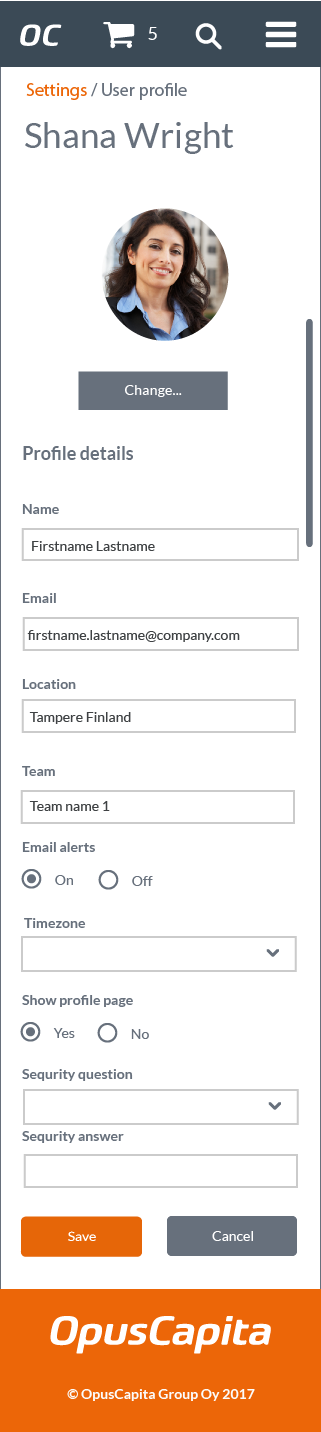 OC 5
Settings / User profile
Shana Wright
Change...
Profile details
Name
Firstname Lastname
Email
firstname.lastname@company.com
Location
Tampere Finland
Team
Team name 1
Email alerts
On Off
Timezone
Show profile page
Yes No
Sequrity question
Sequrity answer
Save Cancel
OpusCapita
© OpusCapita Group Oy 2017